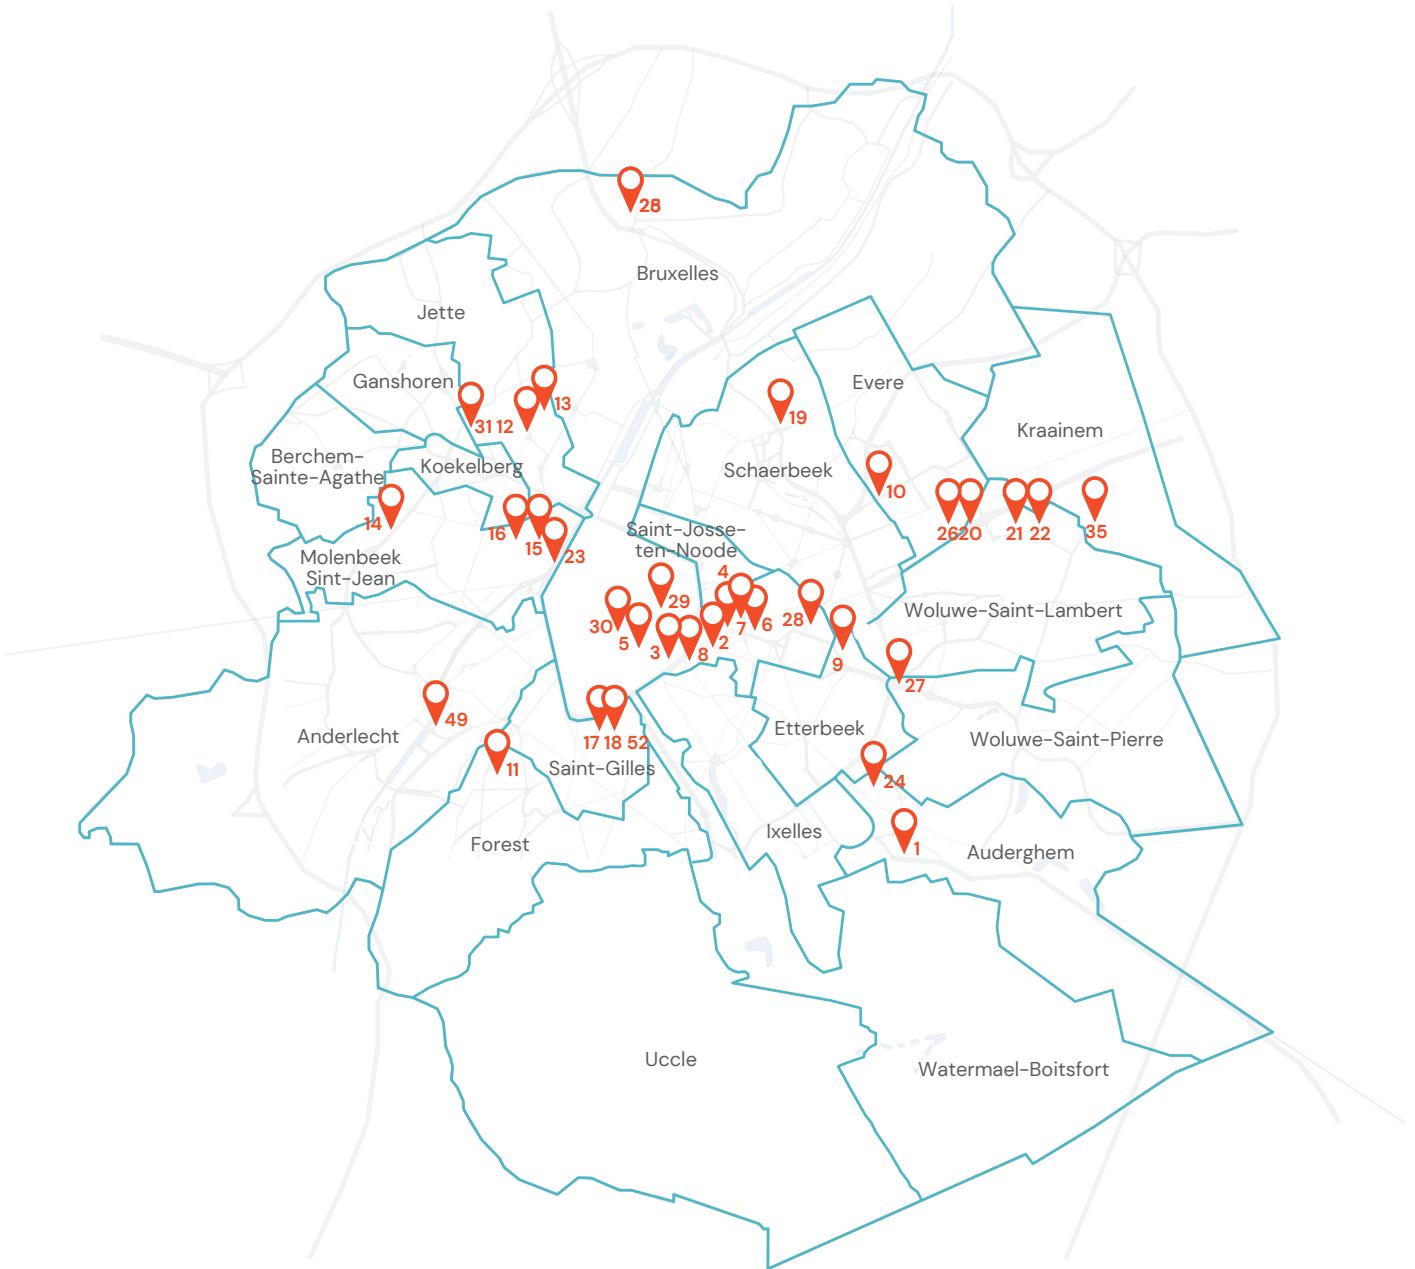 28
Bruxelles
Jette
Ganshoren
Evere
13
31
12
19
Kraainem
Berchem-
Sainte-Agathe
Koekelberg
Schaerbeek
10
14
16
15
23
Saint-Josse-
ten-Noode
26
20
21
22
35
Molenbeek
Sint-Jean
4
29
30
5
3
8
2
7
6
28
9
Woluwe-Saint-Lambert
27
49
Anderlecht
11
17
18
52
Saint-Gilles
Etterbeek
Woluwe-Saint-Pierre
24
Forest
Ixelles
1
Auderghem
Uccle
Watermael-Boitsfort